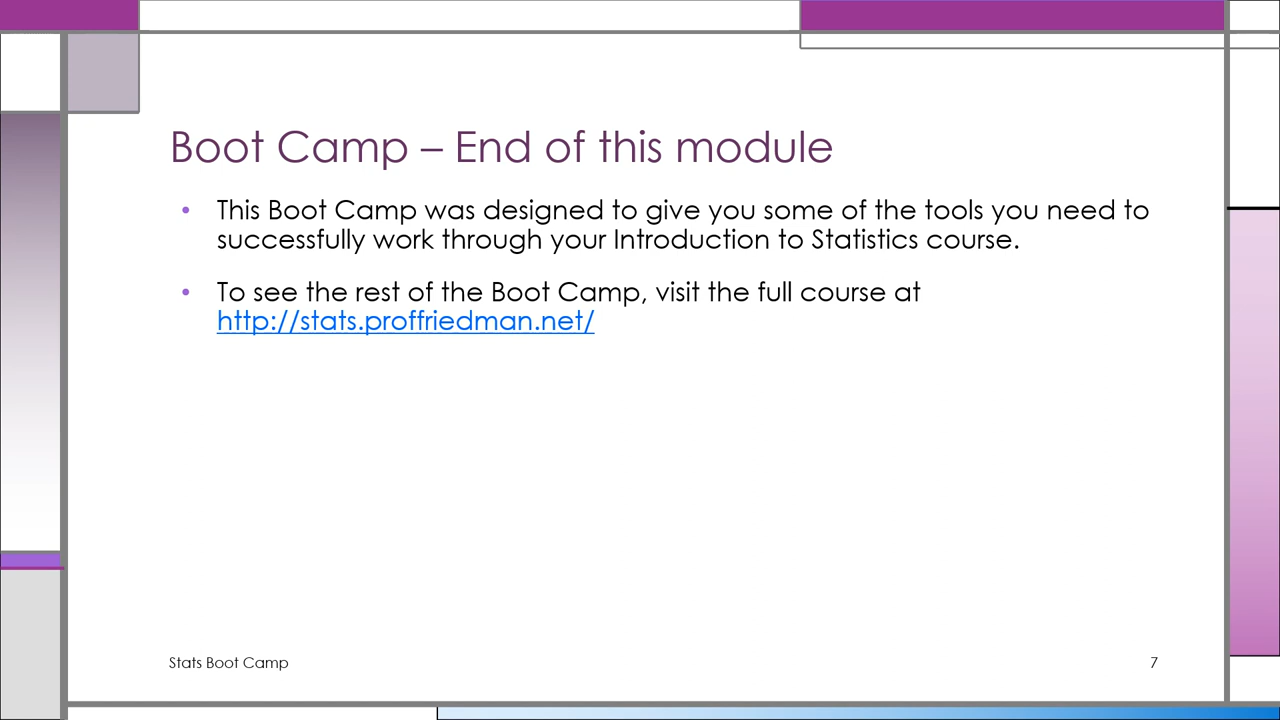 Boot Camp – End of this module
• This Boot Camp was designed to give you some of the tools you need to
successfully work through your Introduction to Statistics course.
• To see the rest of the Boot Camp, visit the full course at
http://stats.proffriedman.net/
Stats Boot Camp
7